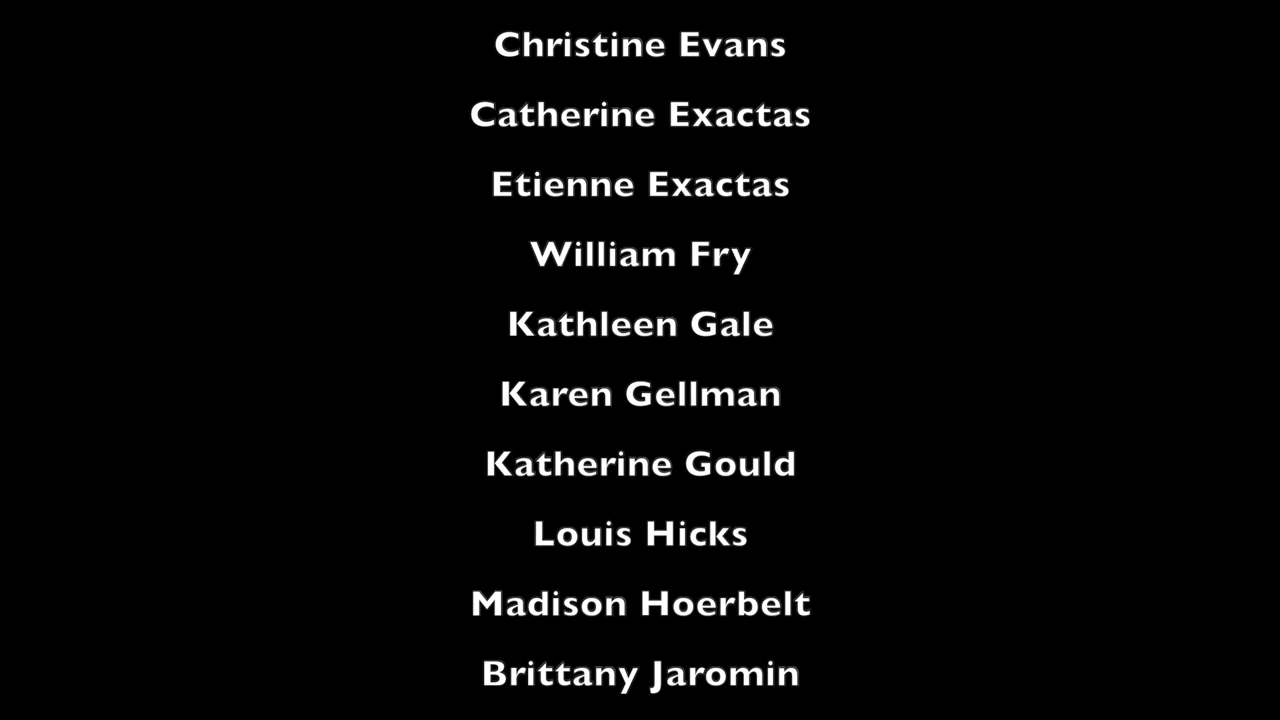 Christine Evans
Catherine Exactas
Etienne Exactas
William Fry
Kathleen Gale
Karen Gellman
Katherine Gould
Louis Hicks
Madison Hoerbelt
Brittany Jaromin